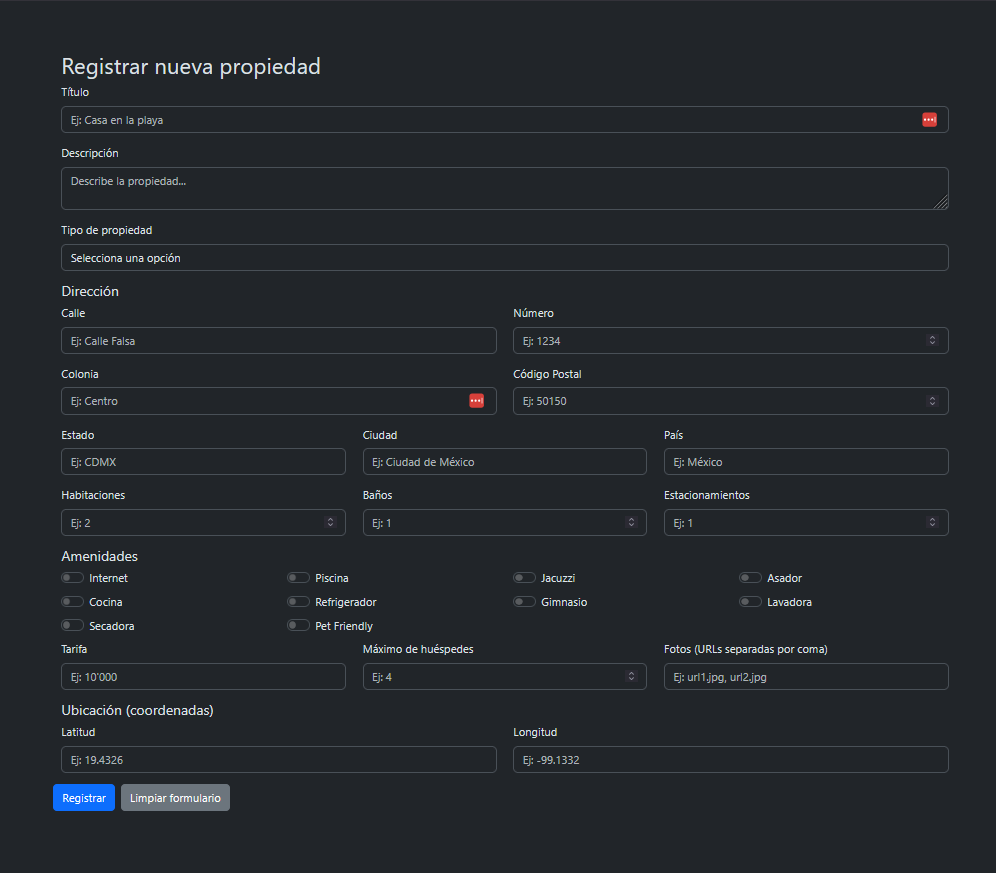 Registrar nueva propiedad
Título
Ej: Casa en la playa
Descripción
Describe la propiedad...
Tipo de propiedad
Selecciona una opción
Dirección
Calle Número
Ej: Calle Falsa Ej: 1234
Colonia Código Postal
Ej: Centro Ej: 50150
Estado Ciudad País
Ej: CDMX Ej: Ciudad de México Ej: México
Habitaciones Baños Estacionamientos
Ej: 2 Ej: 1 Ej: 1
Amenidades
Internet Piscina Jacuzzi Asador
Cocina Refrigerador Gimnasio Lavadora
Secadora Pet Friendly
Tarifa Máximo de huéspedes Fotos (URLs separadas por coma)
Ej: 10'000 Ej: 4 Ej: url1.jpg, url2.jpg
Ubicación (coordenadas)
Latitud Longitud
Ej: 19.4326 Ej: -99.1332
Registrar Limpiar formulario